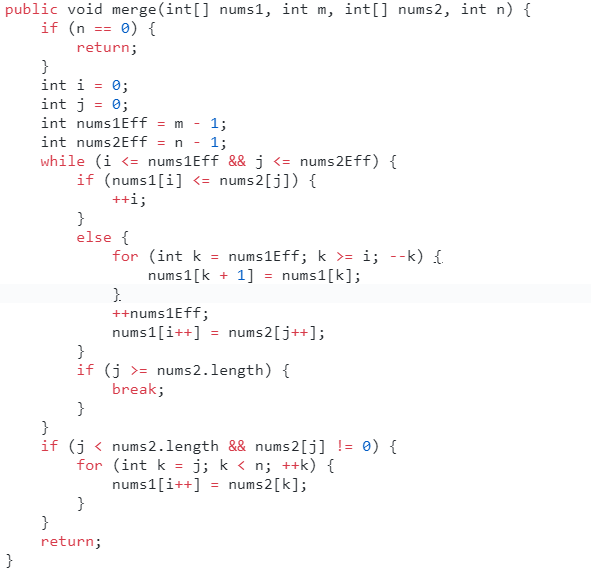 public void merge(int[] nums1, int m, int[] nums2, int n) {
    if (n == 0) {
        return;
    }
    int i = 0;
    int j = 0;
    int nums1Eff = m - 1;
    int nums2Eff = n - 1;
    while (i <= nums1Eff && j <= nums2Eff) {
        if (nums1[i] <= nums2[j]) {
            ++i;
        }
        else {
            for (int k = nums1Eff; k >= i; --k) {
                nums1[k + 1] = nums1[k];
            }
            ++nums1Eff;
            nums1[i++] = nums2[j++];
        }
        if (j >= nums2.length) {
            break;
        }
    }
    if (j < nums2.length && nums2[j] != 0) {
        for (int k = j; k < n; ++k) {
            nums1[i++] = nums2[k];
        }
    }
    return;
}